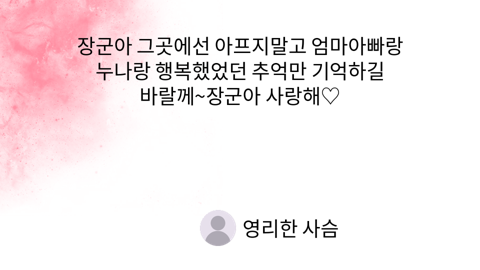 장군아 그곳에선 아프지말고 엄마아빠랑
누나랑 행복했었던 추억만 기억하길
바랄께~장군아 사랑해♡
영리한 사슴